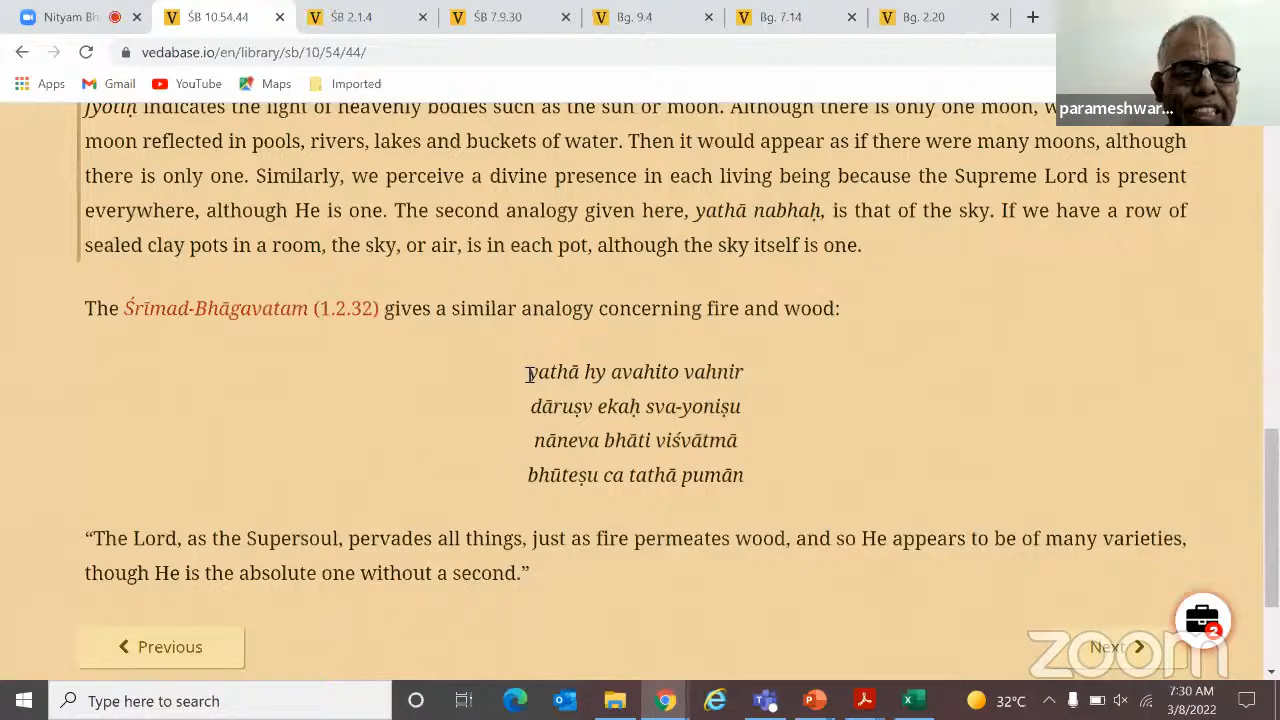 Nityam Bh
ŚB 10.54.44
ŚB 2.1.4
ŚB 7.9.30
Bg. 9.4
Bg. 7.14
Bg. 2.20
vedabase.io/en/library/sb/10/54/44/
Apps Gmail YouTube Maps Imported
parameshwar...
Jyotiḥ indicates the light of heavenly bodies such as the sun or moon. Although there is only one moon, w
moon reflected in pools, rivers, lakes and buckets of water. Then it would appear as if there were many moons, although
there is only one. Similarly, we perceive a divine presence in each living being because the Supreme Lord is present
everywhere, although He is one. The second analogy given here, yathā nabhaḥ, is that of the sky. If we have a row of
sealed clay pots in a room, the sky, or air, is in each pot, although the sky itself is one.
The Śrīmad-Bhāgavatam (1.2.32) gives a similar analogy concerning fire and wood:
yathā hy avahito vahnir
dāruṣv ekaḥ sva-yoniṣu
nāneva bhāti viśvātmā
bhūteṣu ca tathā pumān
“The Lord, as the Supersoul, pervades all things, just as fire permeates wood, and so He appears to be of many varieties,
though He is the absolute one without a second.”
2
Previous
Next
zoom
Type here to search
32°C
7:30 AM
3/8/2022